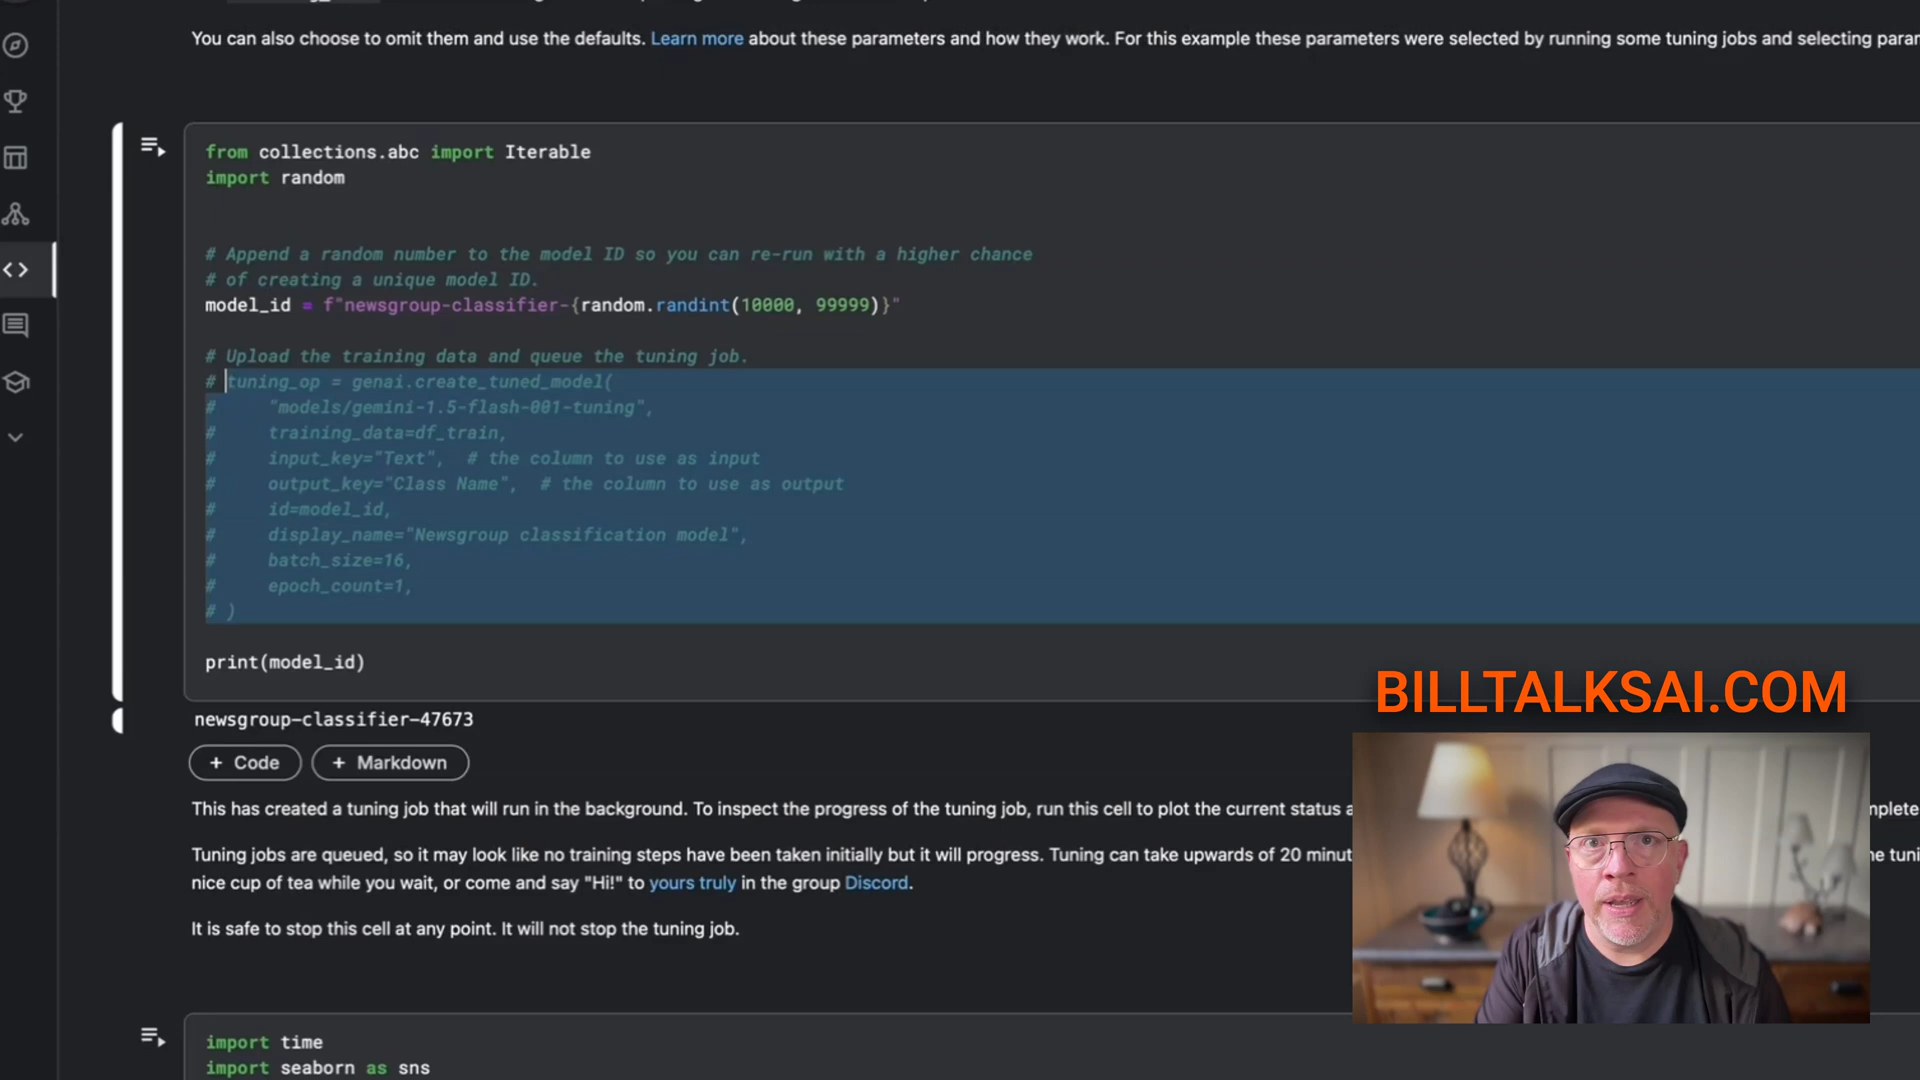 You can also choose to omit them and use the defaults. Learn more about these parameters and how they work. For this example these parameters were selected by running some tuning jobs and selecting
from collections.abc import Iterable
import random
# Append a random number to the model ID so you can re-run with a higher chance
# of creating a unique model ID.
model_id = f"newsgroup-classifier-{random.randint(10000, 99999)}"
# Upload the training data and queue the tuning job.
# tuning_op = genai.create_tuned_model(
#     "models/gemini-1.5-flash-001-tuning",
#     training_data=df_train,
#     input_key="Text",  # the column to use as input
#     output_key="Class Name",  # the column to use as output
#     id=model_id,
#     display_name="Newsgroup classification model",
#     batch_size=16,
#     epoch_count=1,
# )
print(model_id)
BILLTALKSAI.COM
newsgroup-classifier-47673
+ Code
+ Markdown
This has created a tuning job that will run in the background. To inspect the progress of the tuning job, run this cell to plot the current status
Tuning jobs are queued, so it may look like no training steps have been taken initially but it will progress. Tuning can take upwards of 20
nice cup of tea while you wait, or come and say "Hi!" to yours truly in the group Discord.
It is safe to stop this cell at any point. It will not stop the tuning job.
import time
import seaborn as sns